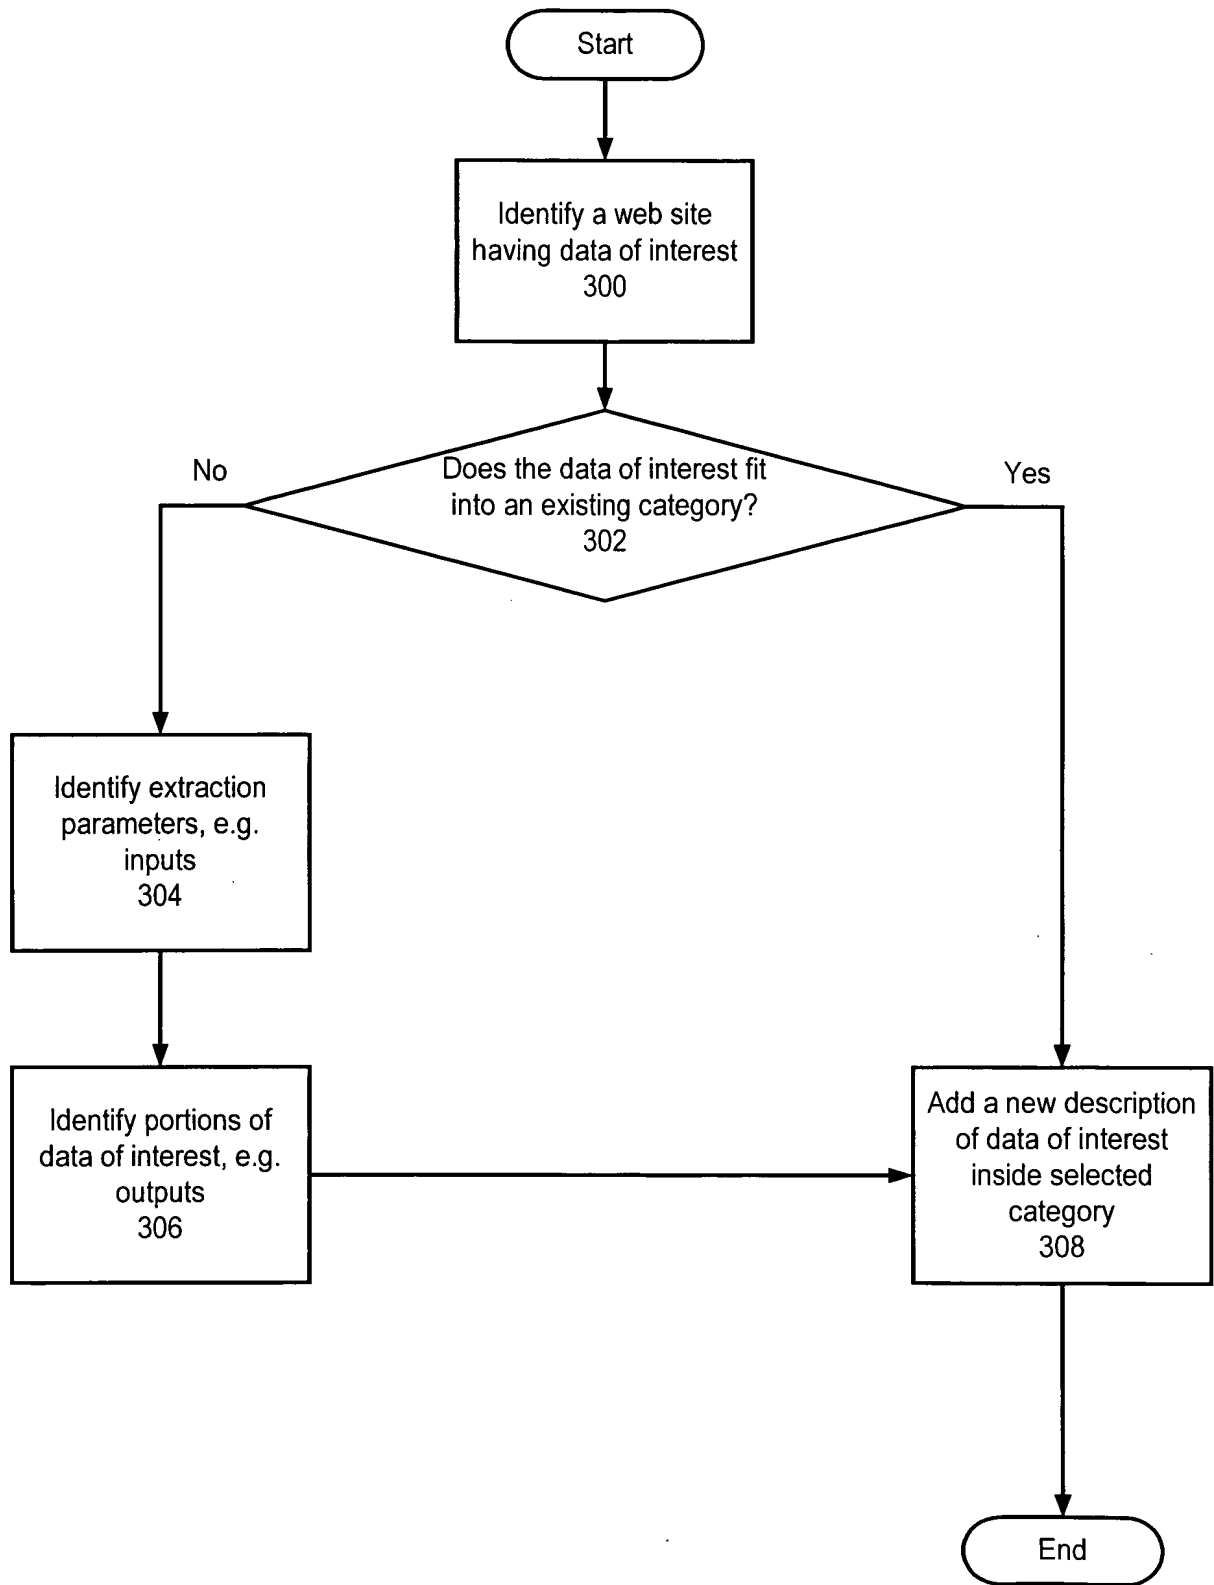 Start
Identify a web site
having data of interest
300
Does the data of interest fit
into an existing category?
302
No
Yes
Identify extraction
parameters, e.g.
inputs
304
Identify portions of
data of interest, e.g.
outputs
306
Add a new description
of data of interest
inside selected
category
308
End